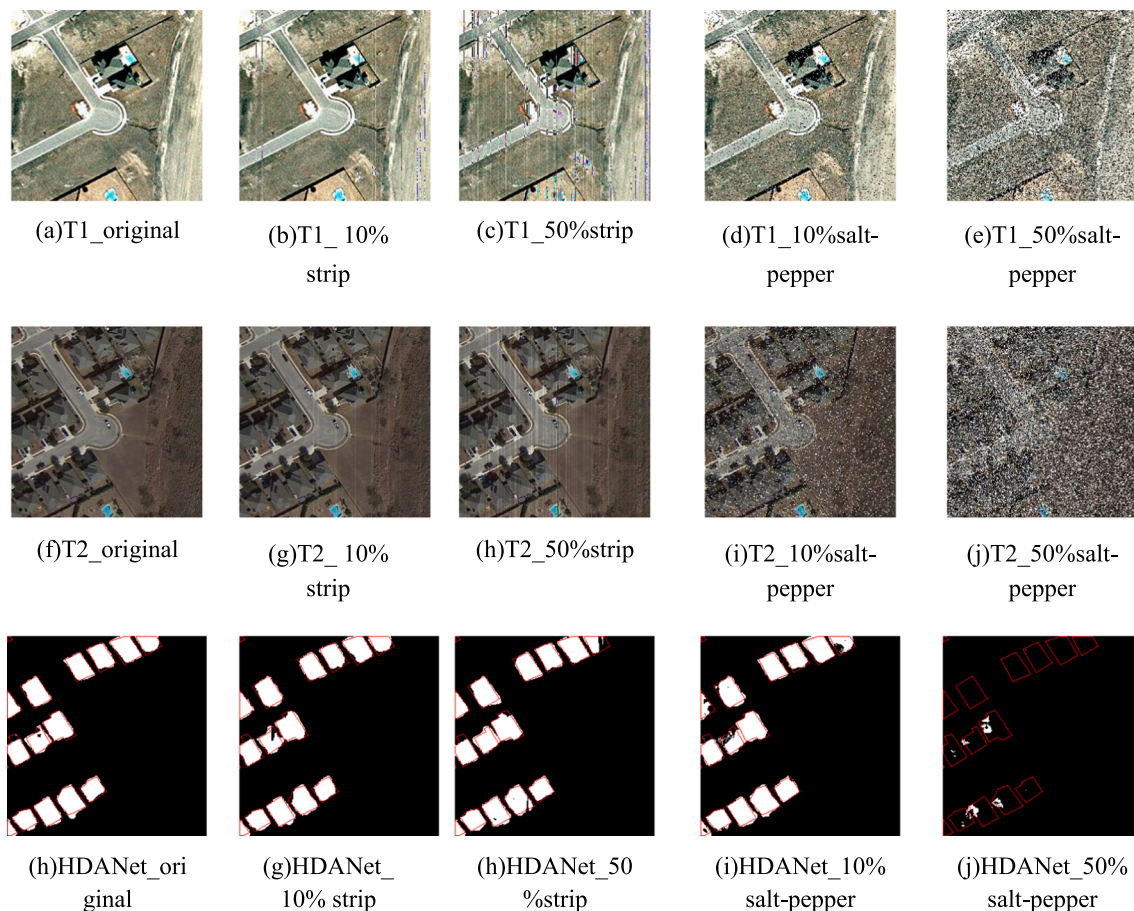 (a)T1_original
(b)T1_ 10%
strip
(c)T1_50%strip
(d)T1_10%salt-
pepper
(e)T1_50%salt-
pepper
(f)T2_original
(g)T2_ 10%
strip
(h)T2_50%strip
(i)T2_10%salt-
pepper
(j)T2_50%salt-
pepper
(h)HDANet_ori
ginal
(g)HDANet_
10% strip
(h)HDANet_50
%strip
(i)HDANet_10%
salt-pepper
(j)HDANet_50%
salt-pepper